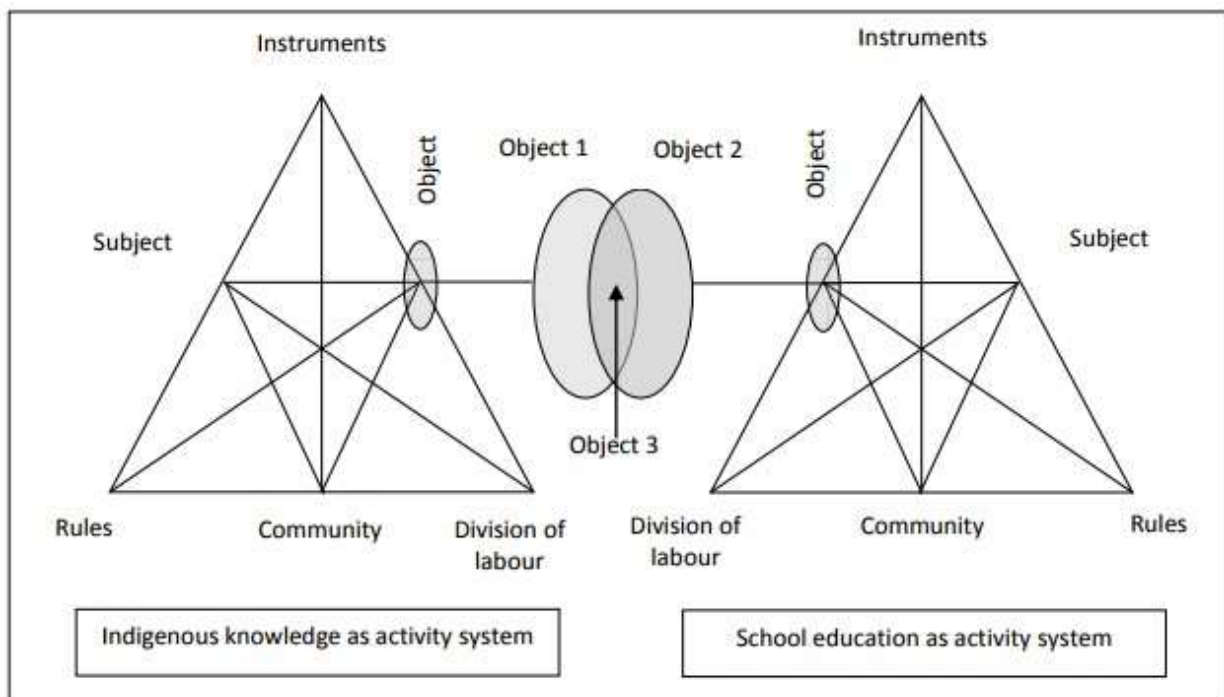 Instruments
Instruments
Object
Object 1
Object 2
Object
Subject
Subject
Object 3
Rules
Community
Division of
labour
Division of
labour
Community
Rules
Indigenous knowledge as activity system
School education as activity system